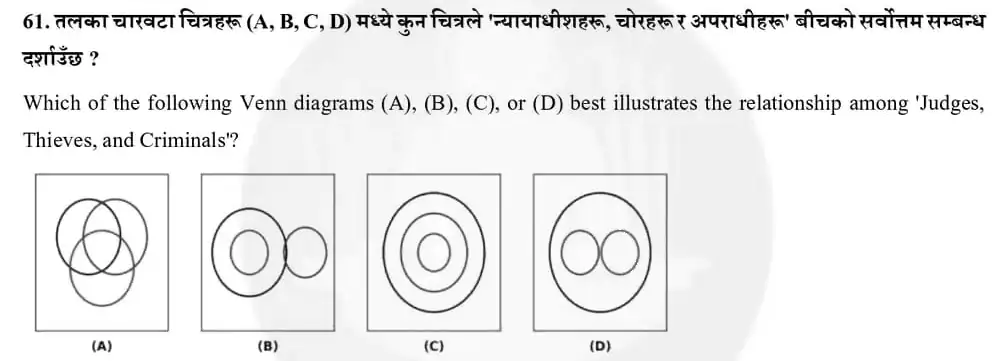 61. तलका चारवटा चित्रहरू (A, B, C, D) मध्ये कुन चित्रले 'न्यायाधीशहरू, चोरहरू र अपराधीहरू' बीचको सर्वोत्तम सम्बन्ध
दर्शाउँछ ?
Which of the following Venn diagrams (A), (B), (C), or (D) best illustrates the relationship among 'Judges,
Thieves, and Criminals'?
(A) (B) (C) (D)